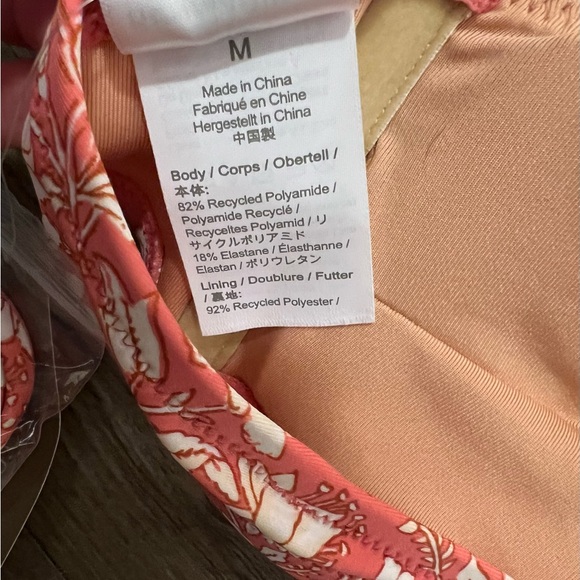 M
Made in China
Fabriqué en Chine
Hergestellt in China
中国製
Body / Corps / Obertell /
本体:
82% Recycled Polyamide /
Polyamide Recyclé /
Recyceltes Polyamid / リ
サイクルポリアミド
18% Elastane / Élasthanne /
Elastan / ポリウレタン
Lining / Doublure / Futter
/ 裏地:
92% Recycled Polyester /